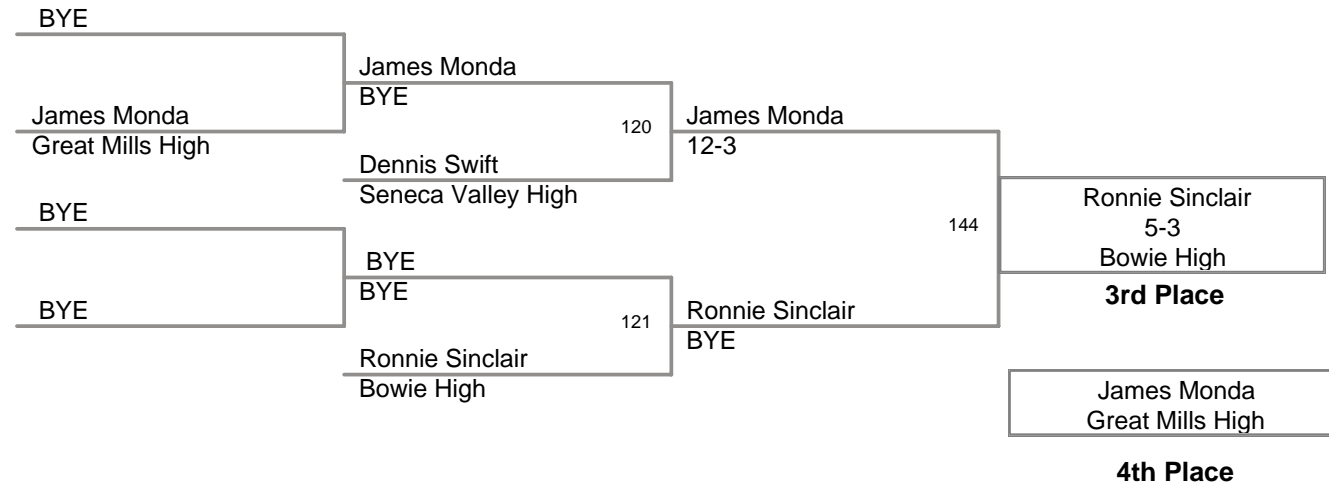 BYE
James Monda
Great Mills High
BYE
BYE
James Monda
BYE
120
Dennis Swift
Seneca Valley High
BYE
BYE
121
Ronnie Sinclair
Bowie High
James Monda
12-3
144
Ronnie Sinclair
BYE
Ronnie Sinclair
5-3
Bowie High
3rd Place
James Monda
Great Mills High
4th Place